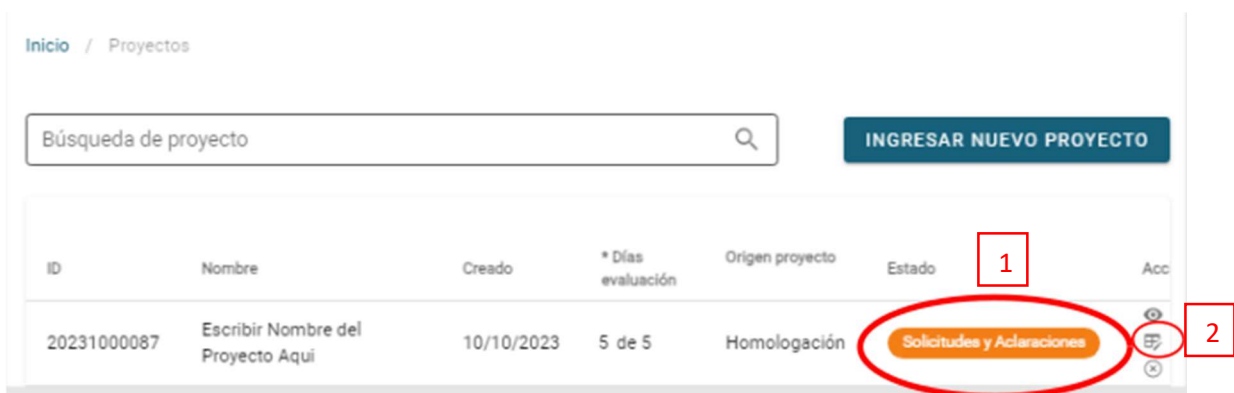 Inicio / Proyectos
Búsqueda de proyecto
INGRESAR NUEVO PROYECTO
1
ID Nombre Creado * Días evaluación Origen proyecto Estado Acc
20231000087 Escribir Nombre del Proyecto Aqui 10/10/2023 5 de 5 Homologación Solicitudes y Aclaraciones
2